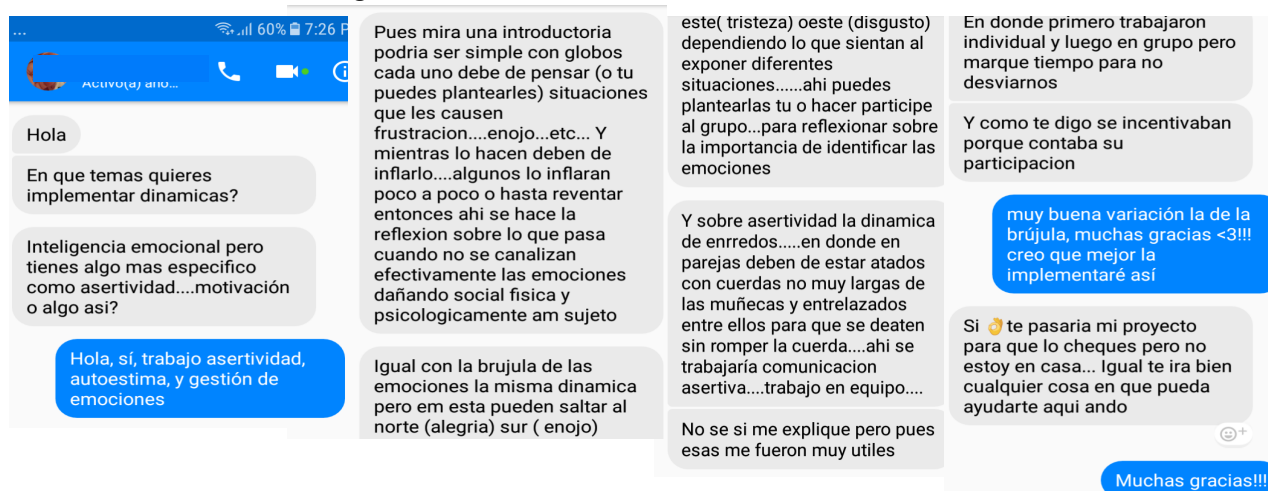 ...
60% 7:26 P
Activo(a) aho...
Hola
En que temas quieres
implementar dinamicas?
Inteligencia emocional pero
tienes algo mas especifico
como asertividad....motivación
o algo asi?
Hola, sí, trabajo asertividad,
autoestima, y gestión de
emociones
Pues mira una introductoria
podria ser simple con globos
cada uno debe de pensar (o tu
puedes plantearles) situaciones
que les causen
frustracion....enojo...etc... Y
mientras lo hacen deben de
inflarlo....algunos lo inflaran
poco a poco o hasta reventar
entonces ahi se hace la
reflexion sobre lo que pasa
cuando no se canalizan
efectivamente las emociones
dañando social fisica y
psicologicamente am sujeto
Igual con la brujula de las
emociones la misma dinamica
pero em esta pueden saltar al
norte (alegria) sur ( enojo)
este( tristeza) oeste (disgusto)
dependiendo lo que sientan al
exponer diferentes
situaciones......ahi puedes
plantearlas tu o hacer participe
al grupo...para reflexionar sobre
la importancia de identificar las
emociones
Y sobre asertividad la dinamica
de enrredos.....en donde en
parejas deben de estar atados
con cuerdas no muy largas de
las muñecas y entrelazados
entre ellos para que se deaten
sin romper la cuerda....ahi se
trabajaría comunicacion
asertiva....trabajo en equipo....
No se si me explique pero pues
esas me fueron muy utiles
En donde primero trabajaron
individual y luego en grupo pero
marque tiempo para no
desviarnos
Y como te digo se incentivaban
porque contaba su
participacion
muy buena variación la de la
brújula, muchas gracias <3!!!
creo que mejor la
implementaré así
Si 👌 te pasaria mi proyecto
para que lo cheques pero no
estoy en casa... Igual te ira bien
cualquier cosa en que pueda
ayudarte aqui ando
Muchas gracias!!!